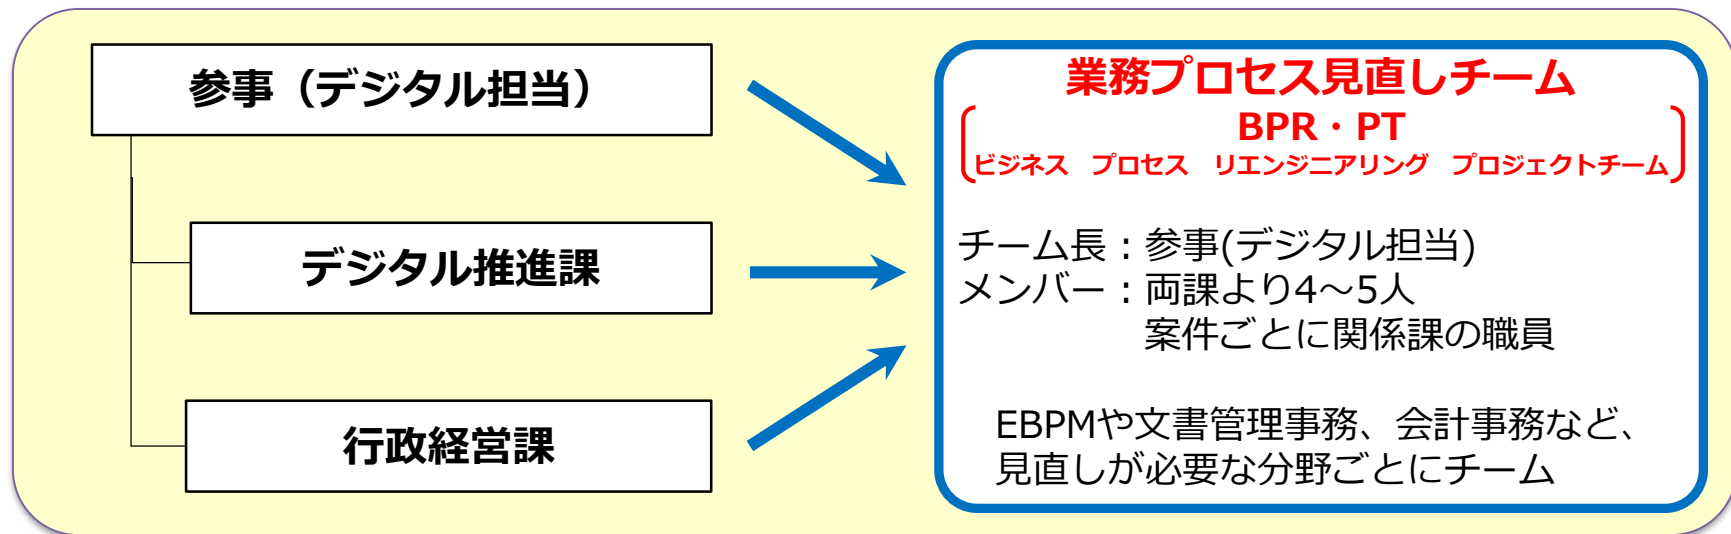 参事（デジタル担当）
デジタル推進課
行政経営課
業務プロセス見直しチーム
BPR・PT
ビジネス　プロセス　リエンジニアリング　プロジェクトチーム
チーム長：参事(デジタル担当)
メンバー：両課より4～5人
案件ごとに関係課の職員
EBPMや文書管理事務、会計事務など、
見直しが必要な分野ごとにチーム